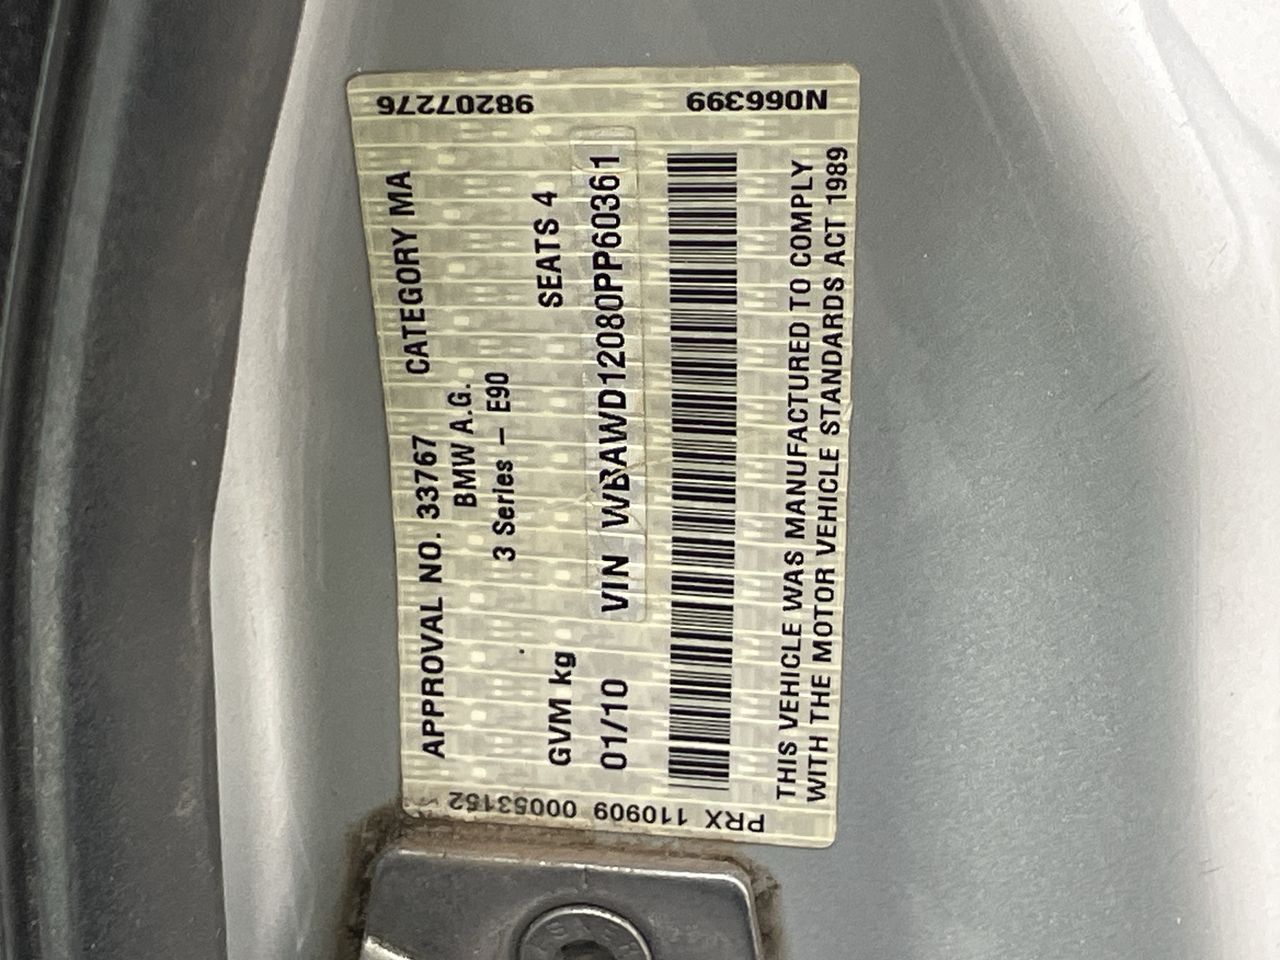 APPROVAL NO. 33767 CATEGORY MA
BMW A.G.
3 Series - E90
GVM kg SEATS 4
01/10 VIN WBAWD12080PP60361
THIS VEHICLE WAS MANUFACTURED TO COMPLY
WITH THE MOTOR VEHICLE STANDARDS ACT 1989
98207276
N066399
PRX 110909 00053152